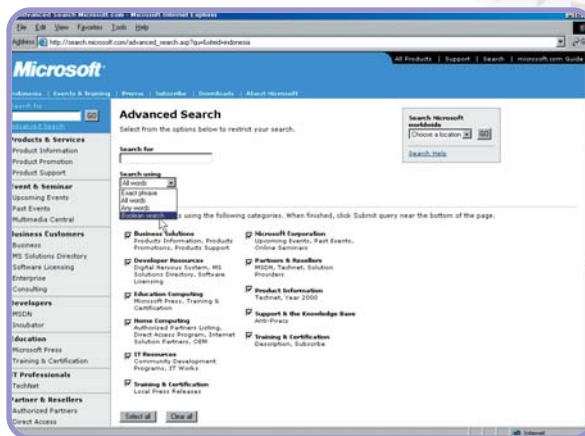 Advanced Search Microsoft.com - Microsoft Internet Explorer
File Edit View Favorites Tools Help
Address http://search.microsoft.com/advanced_search.asp?qu=&siteid=indonesia
All Products | Support | Search | microsoft.com Guide
Microsoft
Indonesia | Events & Training | | Subscribe | Downloads | About Microsoft
Search for
GO
Advanced Search
Products & Services
Product Information
Product Promotion
Product Support
Event & Seminar
Upcoming Events
Past Events
Multimedia Central
Business Customers
Business
MS Solutions Directory
Software Licensing
Enterprise
Consulting
Developers
MSDN
Incubator
Education
Microsoft Press
Training & Certification
IT Professionals
TechNet
Partner & Resellers
Authorized Partners
Direct Access
Advanced Search
Select from the options below to restrict your search.
Search for
Search using
All words
Exact phrase
All words
Any words
Boolean search
using the following categories. When finished, click Submit query near the bottom of the page.
Business Solutions
Products Information, Products
Promotions, Products Support
Developer Resources
Digital Nervous System, MS
Solutions Directory, Software
Licensing
Education Computing
Microsoft Press, Training &
Certification
Home Computing
Authorized Partners Listing,
Direct Access Program, Internet
Solution Partners, OEM
IT Resources
Community Development
Programs, IT Works
Training & Certification
Local Press Releases
Microsoft Corporation
Upcoming Events, Past Events,
Online Seminars
Partners & Resellers
MSDN, Technet, Solution
Providers
Product Information
Technet, Year 2000
Support & the Knowledge Base
Anti-Piracy
Training & Certification
Description, Subscribe
Select all
Clear all
Search Microsoft
worldwide
Choose a location
GO
Search Help
Internet